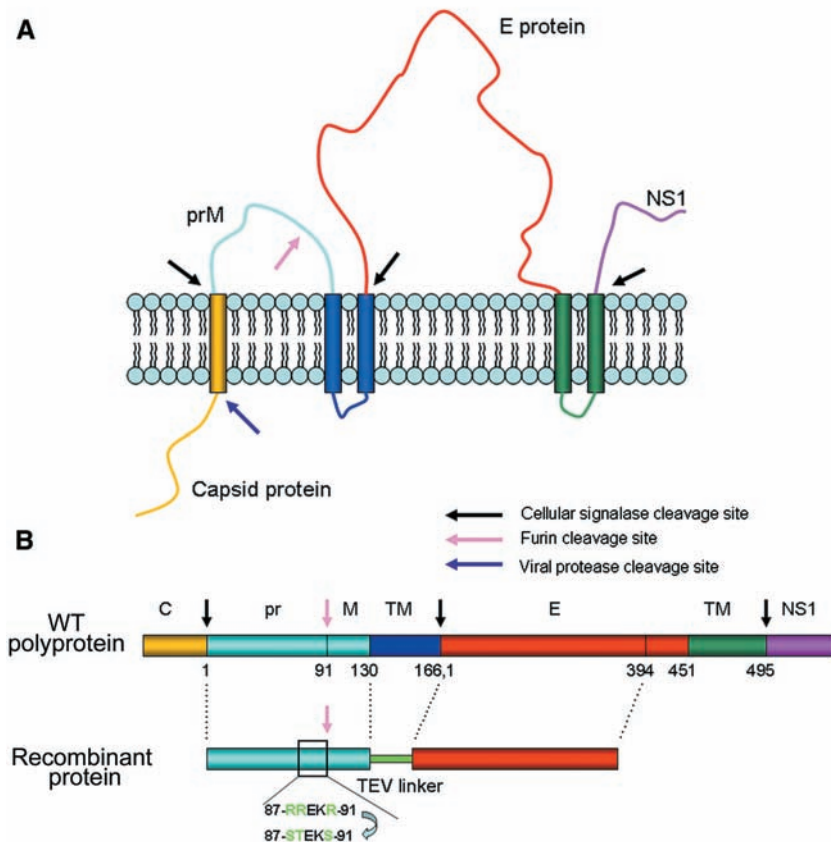 A
E protein
prM
NS1
Capsid protein
Cellular signalase cleavage site
Furin cleavage site
Viral protease cleavage site
B
C pr M TM E TM NS1
WT
polyprotein
1 91 130 166,1 394 451 495
Recombinant
protein
TEV linker
87-RREKR-91
87-STEKS-91